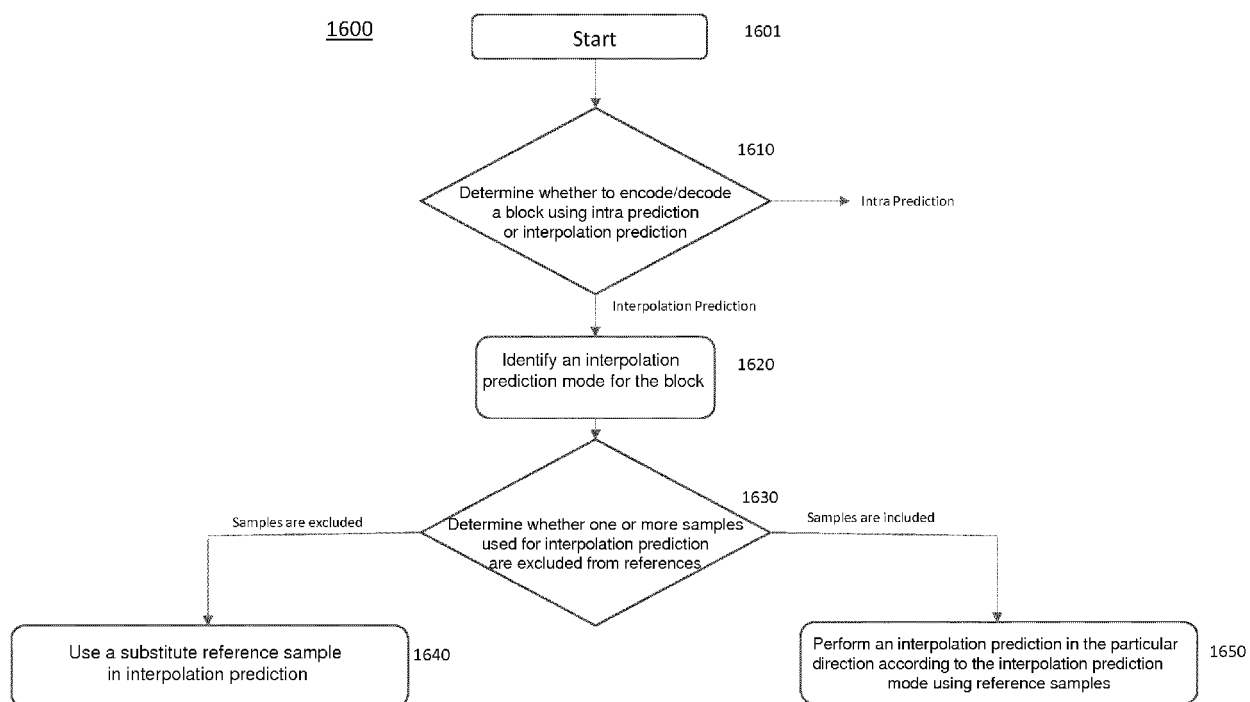 1600
Start
1601
1610
Determine whether to encode/decode
a block using intra prediction
or interpolation prediction
Intra Prediction
Interpolation Prediction
Identify an interpolation
prediction mode for the block
1620
1630
Samples are excluded
Determine whether one or more samples
used for interpolation prediction
are excluded from references
Samples are included
Use a substitute reference sample
in interpolation prediction
1640
Perform an interpolation prediction in the particular
direction according to the interpolation prediction
mode using reference samples
1650